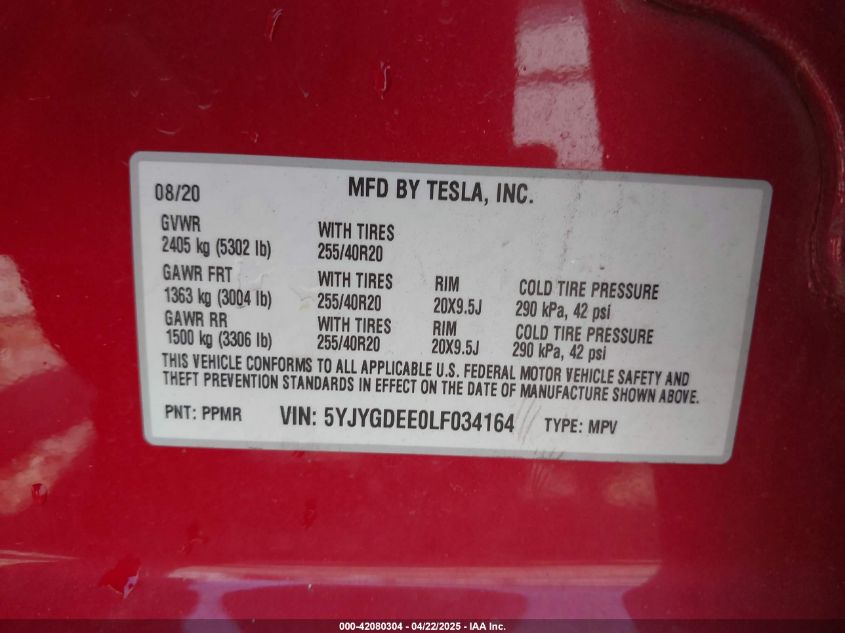 08/20 MFD BY TESLA, INC.
GVWR WITH TIRES
2405 kg (5302 lb) 255/40R20
GAWR FRT WITH TIRES RIM COLD TIRE PRESSURE
1363 kg (3004 lb) 255/40R20 20X9.5J 290 kPa, 42 psi
GAWR RR WITH TIRES RIM COLD TIRE PRESSURE
1500 kg (3306 lb) 255/40R20 20X9.5J 290 kPa, 42 psi
THIS VEHICLE CONFORMS TO ALL APPLICABLE U.S. FEDERAL MOTOR VEHICLE SAFETY AND
THEFT PREVENTION STANDARDS IN EFFECT ON THE DATE OF MANUFACTURE SHOWN ABOVE.
PNT: PPMR VIN: 5YJYGDEE0LF034164 TYPE: MPV
000-42080304 - 04/22/2025 - IAA Inc.